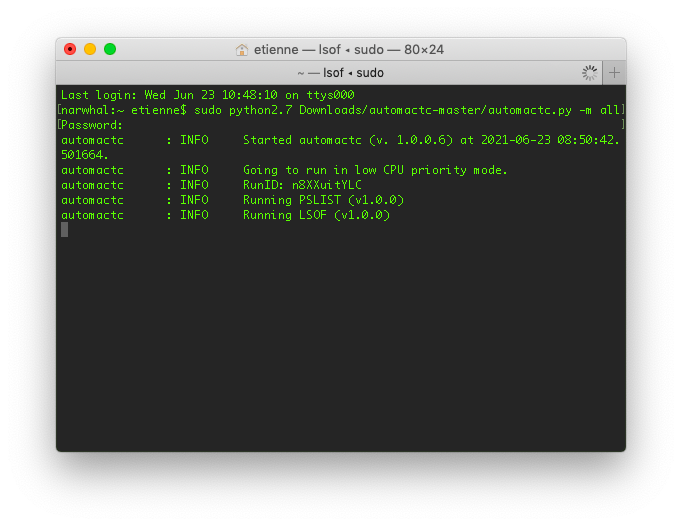 etienne — lsof ◂ sudo — 80×24
~ — lsof ◂ sudo
Last login: Wed Jun 23 10:48:10 on ttys000
[narwhal:~ etienne$ sudo python2.7 Downloads/automactc-master/automactc.py -m all]
[Password: ]
automactc : INFO Started automactc (v. 1.0.0.6) at 2021-06-23 08:50:42.
501664.
automactc : INFO Going to run in low CPU priority mode.
automactc : INFO RunID: n8XXuitYLC
automactc : INFO Running PSLIST (v1.0.0)
automactc : INFO Running LSOF (v1.0.0)